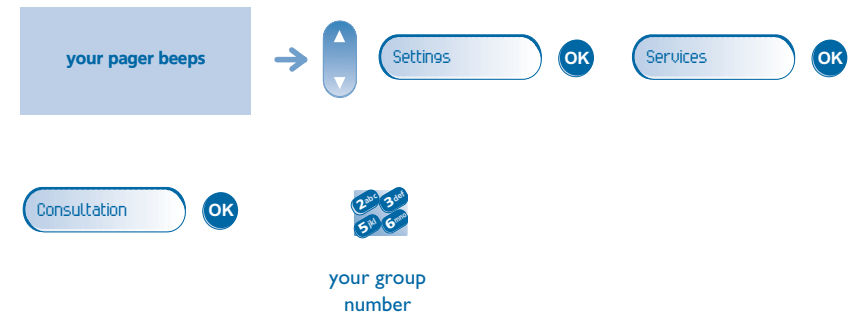 your pager beeps
Settings
OK
Services
OK
Consultation
OK
2abc 3def
5jkl 6mno
your group
number